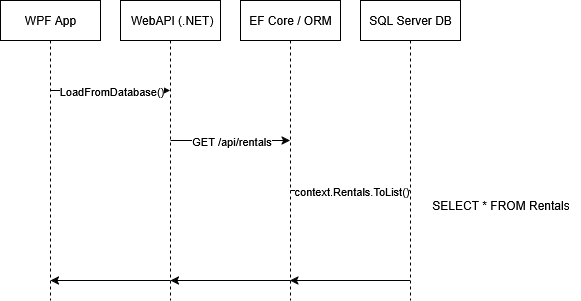 WPF App
WebAPI (.NET)
EF Core / ORM
SQL Server DB
LoadFromDatabase()
GET /api/rentals
context.Rentals.ToList()
SELECT * FROM Rentals